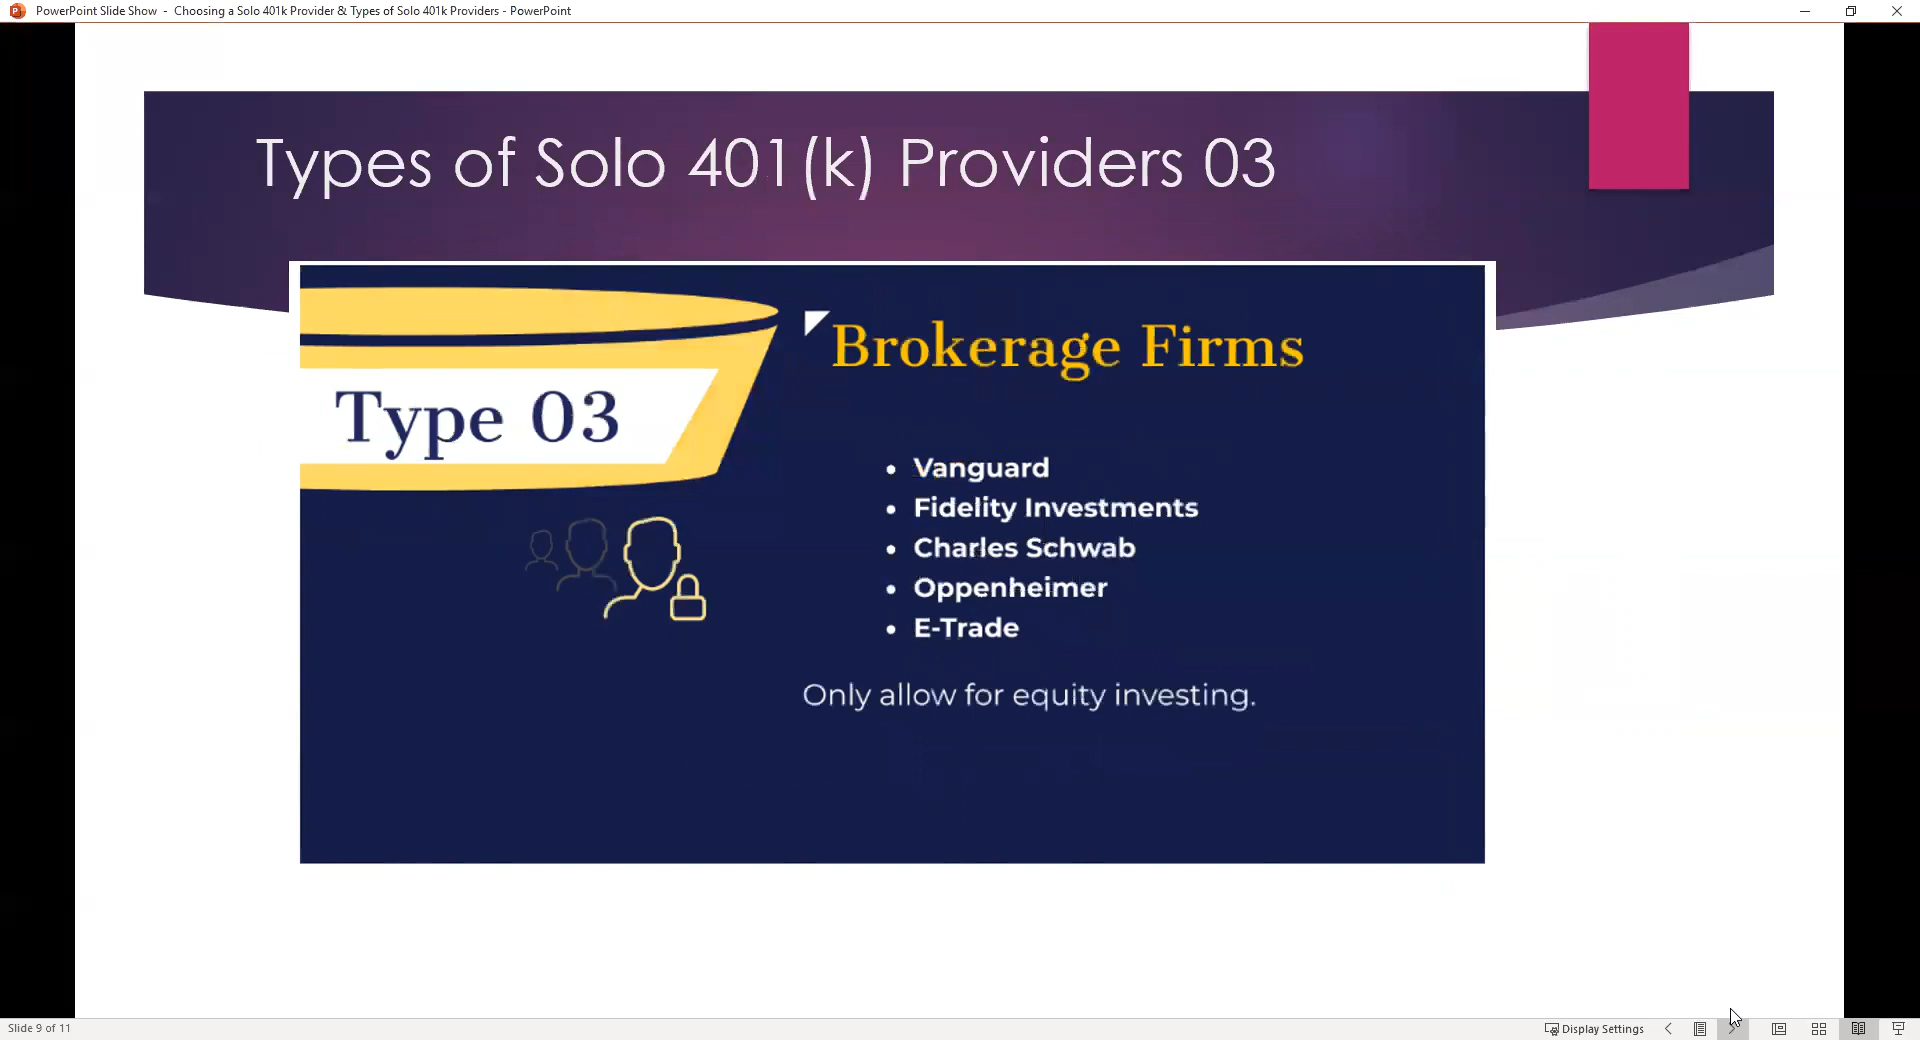 PowerPoint Slide Show - Choosing a Solo 401k Provider & Types of Solo 401k Providers - PowerPoint
Types of Solo 401(k) Providers 03
Type 03
Brokerage Firms
• Vanguard
• Fidelity Investments
• Charles Schwab
• Oppenheimer
• E-Trade
Only allow for equity investing.
Slide 9 of 11
Display Settings